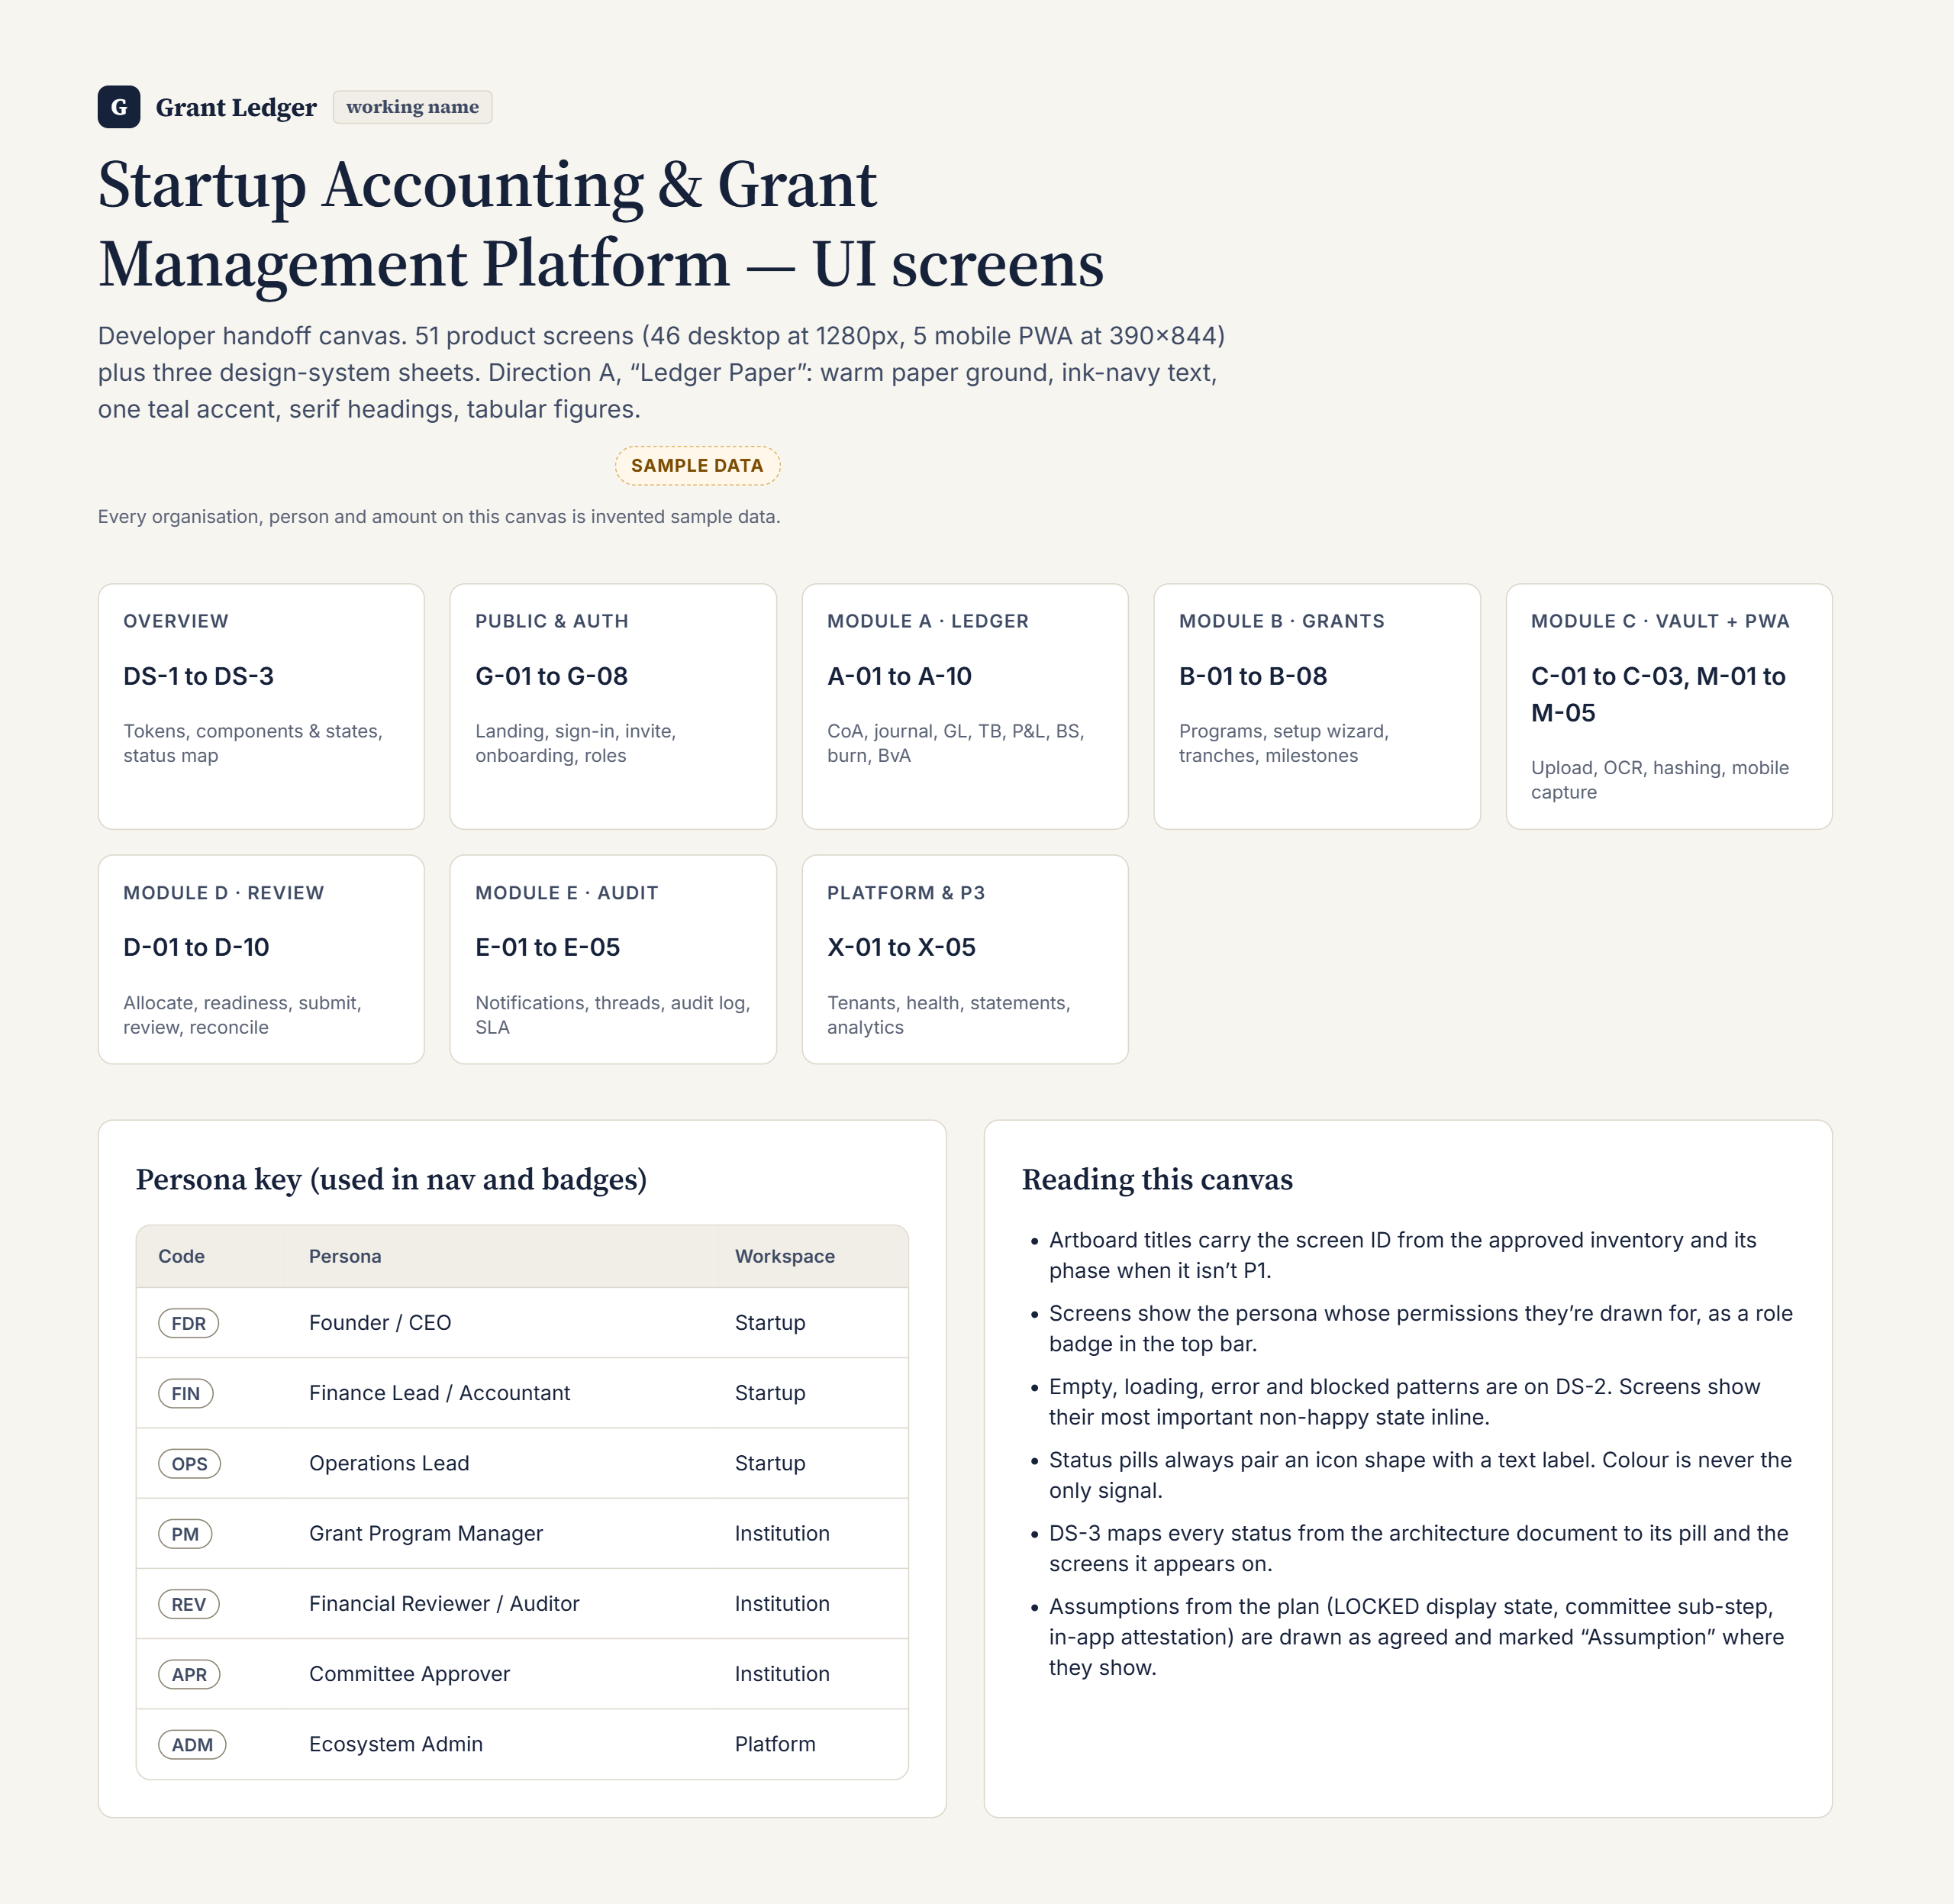 G
Grant Ledger
working name
Startup Accounting & Grant
Management Platform — UI screens
Developer handoff canvas. 51 product screens (46 desktop at 1280px, 5 mobile PWA at 390×844)
plus three design-system sheets. Direction A, “Ledger Paper”: warm paper ground, ink-navy text,
one teal accent, serif headings, tabular figures.
SAMPLE DATA
Every organisation, person and amount on this canvas is invented sample data.
OVERVIEW
DS-1 to DS-3
Tokens, components & states,
status map
PUBLIC & AUTH
G-01 to G-08
Landing, sign-in, invite,
onboarding, roles
MODULE A · LEDGER
A-01 to A-10
CoA, journal, GL, TB, P&L, BS,
burn, BvA
MODULE B · GRANTS
B-01 to B-08
Programs, setup wizard,
tranches, milestones
MODULE C · VAULT + PWA
C-01 to C-03, M-01 to
M-05
Upload, OCR, hashing, mobile
capture
MODULE D · REVIEW
D-01 to D-10
Allocate, readiness, submit,
review, reconcile
MODULE E · AUDIT
E-01 to E-05
Notifications, threads, audit log,
SLA
PLATFORM & P3
X-01 to X-05
Tenants, health, statements,
analytics
Persona key (used in nav and badges)
Code Persona Workspace
FDR Founder / CEO Startup
FIN Finance Lead / Accountant Startup
OPS Operations Lead Startup
PM Grant Program Manager Institution
REV Financial Reviewer / Auditor Institution
APR Committee Approver Institution
ADM Ecosystem Admin Platform
Reading this canvas
• Artboard titles carry the screen ID from the approved inventory and its
phase when it isn’t P1.
• Screens show the persona whose permissions they’re drawn for, as a role
badge in the top bar.
• Empty, loading, error and blocked patterns are on DS-2. Screens show
their most important non-happy state inline.
• Status pills always pair an icon shape with a text label. Colour is never the
only signal.
• DS-3 maps every status from the architecture document to its pill and the
screens it appears on.
• Assumptions from the plan (LOCKED display state, committee sub-step,
in-app attestation) are drawn as agreed and marked “Assumption” where
they show.